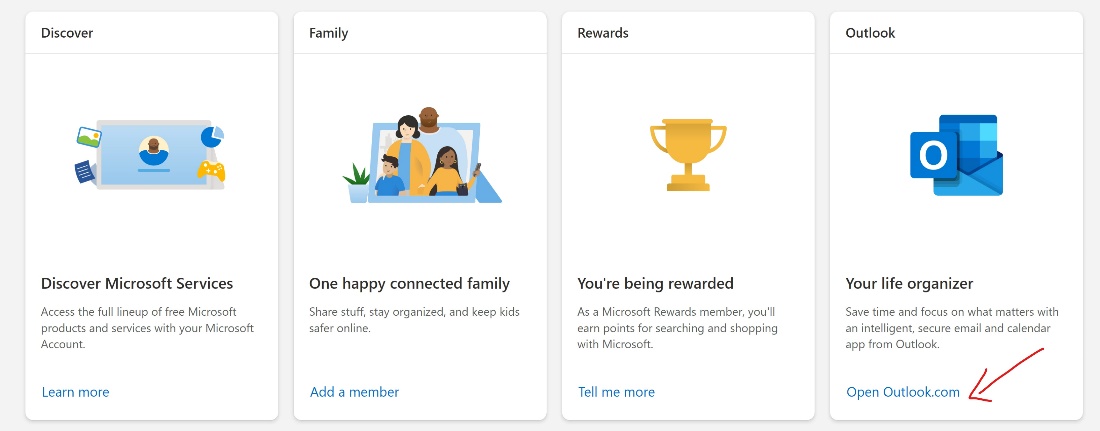 Discover
Family
Rewards
Outlook
O
Discover Microsoft Services
Access the full lineup of free Microsoft
products and services with your Microsoft
Account.
Learn more
One happy connected family
Share stuff, stay organized, and keep kids
safer online.
Add a member
You're being rewarded
As a Microsoft Rewards member, you'll
earn points for searching and shopping
with Microsoft.
Tell me more
Your life organizer
Save time and focus on what matters with
an intelligent, secure email and calendar
app from Outlook.
Open Outlook.com